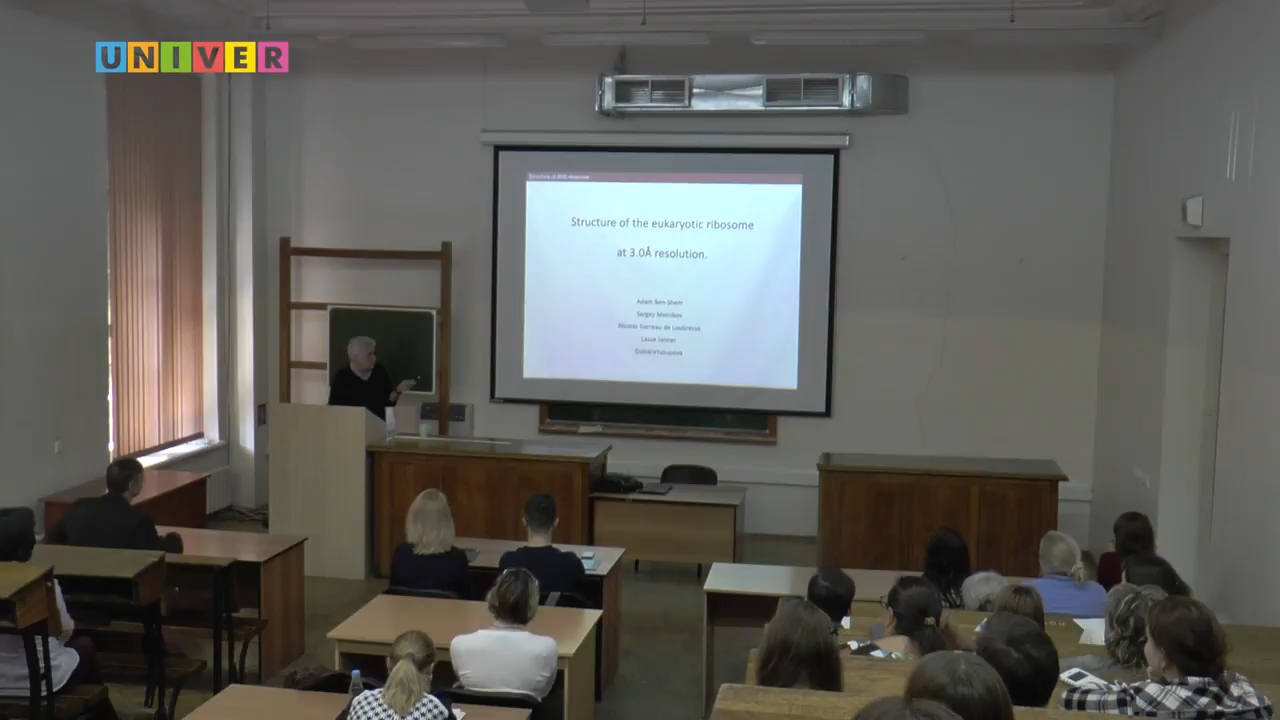 UNIVER
Structure of 80S ribosome
Structure of the eukaryotic ribosome
at 3.0Å resolution.
Adam Ben-Shem
Sergey Melnikov
Nicolas Garreau de Loubresse
Lasse Jenner